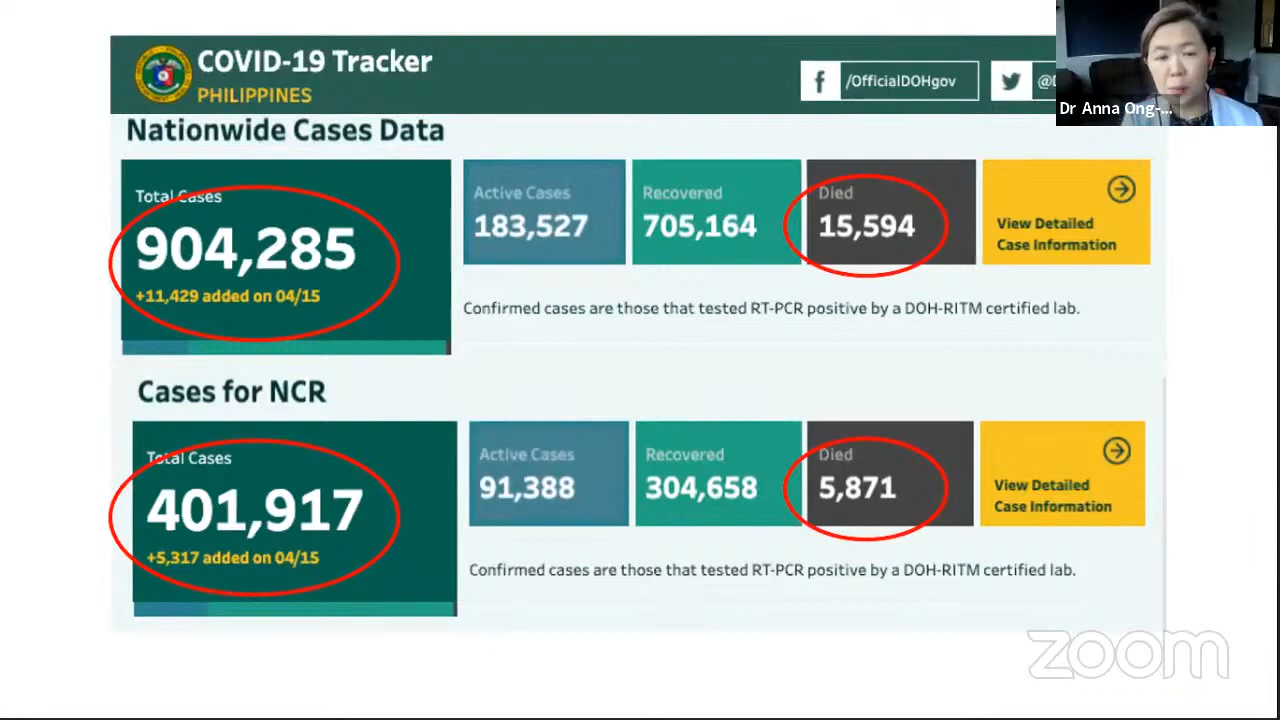 COVID-19 Tracker
PHILIPPINES
/OfficialDOHgov
Dr Anna Ong-...
Nationwide Cases Data
Total Cases
904,285
+11,429 added on 04/15
Active Cases
183,527
Recovered
705,164
Died
15,594
View Detailed
Case Information
Confirmed cases are those that tested RT-PCR positive by a DOH-RITM certified lab.
Cases for NCR
Total Cases
401,917
+5,317 added on 04/15
Active Cases
91,388
Recovered
304,658
Died
5,871
View Detailed
Case Information
Confirmed cases are those that tested RT-PCR positive by a DOH-RITM certified lab.
zoom